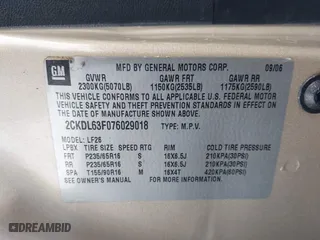 GM
MFD BY GENERAL MOTORS CORP. 09/06
GVWR GAWR FRT GAWR RR
2300KG(5070LB) 1150KG(2535LB) 1175KG(2590LB)
THIS VEHICLE CONFORMS TO ALL APPLICABLE U.S. FEDERAL
MOTOR VEHICLE SAFETY, BUMPER, AND THEFT PREVENTION
STANDARDS IN EFFECT ON THE DATE
OF MANUFACTURE SHOWN ABOVE.
2CKDL63F076029018 TYPE: M.P.V.
MODEL: LF26
LPBX TIRE SIZE SPEED RTG RIM COLD TIRE PRESSURE
FRT P235/65R16 S 16X6.5J 210KPA(30PSI)
RR P235/65R16 S 16X6.5J 210KPA(30PSI)
SPA T155/90R16 M 16X4T 420KPA(60PSI)
SEE OWNER'S MANUAL